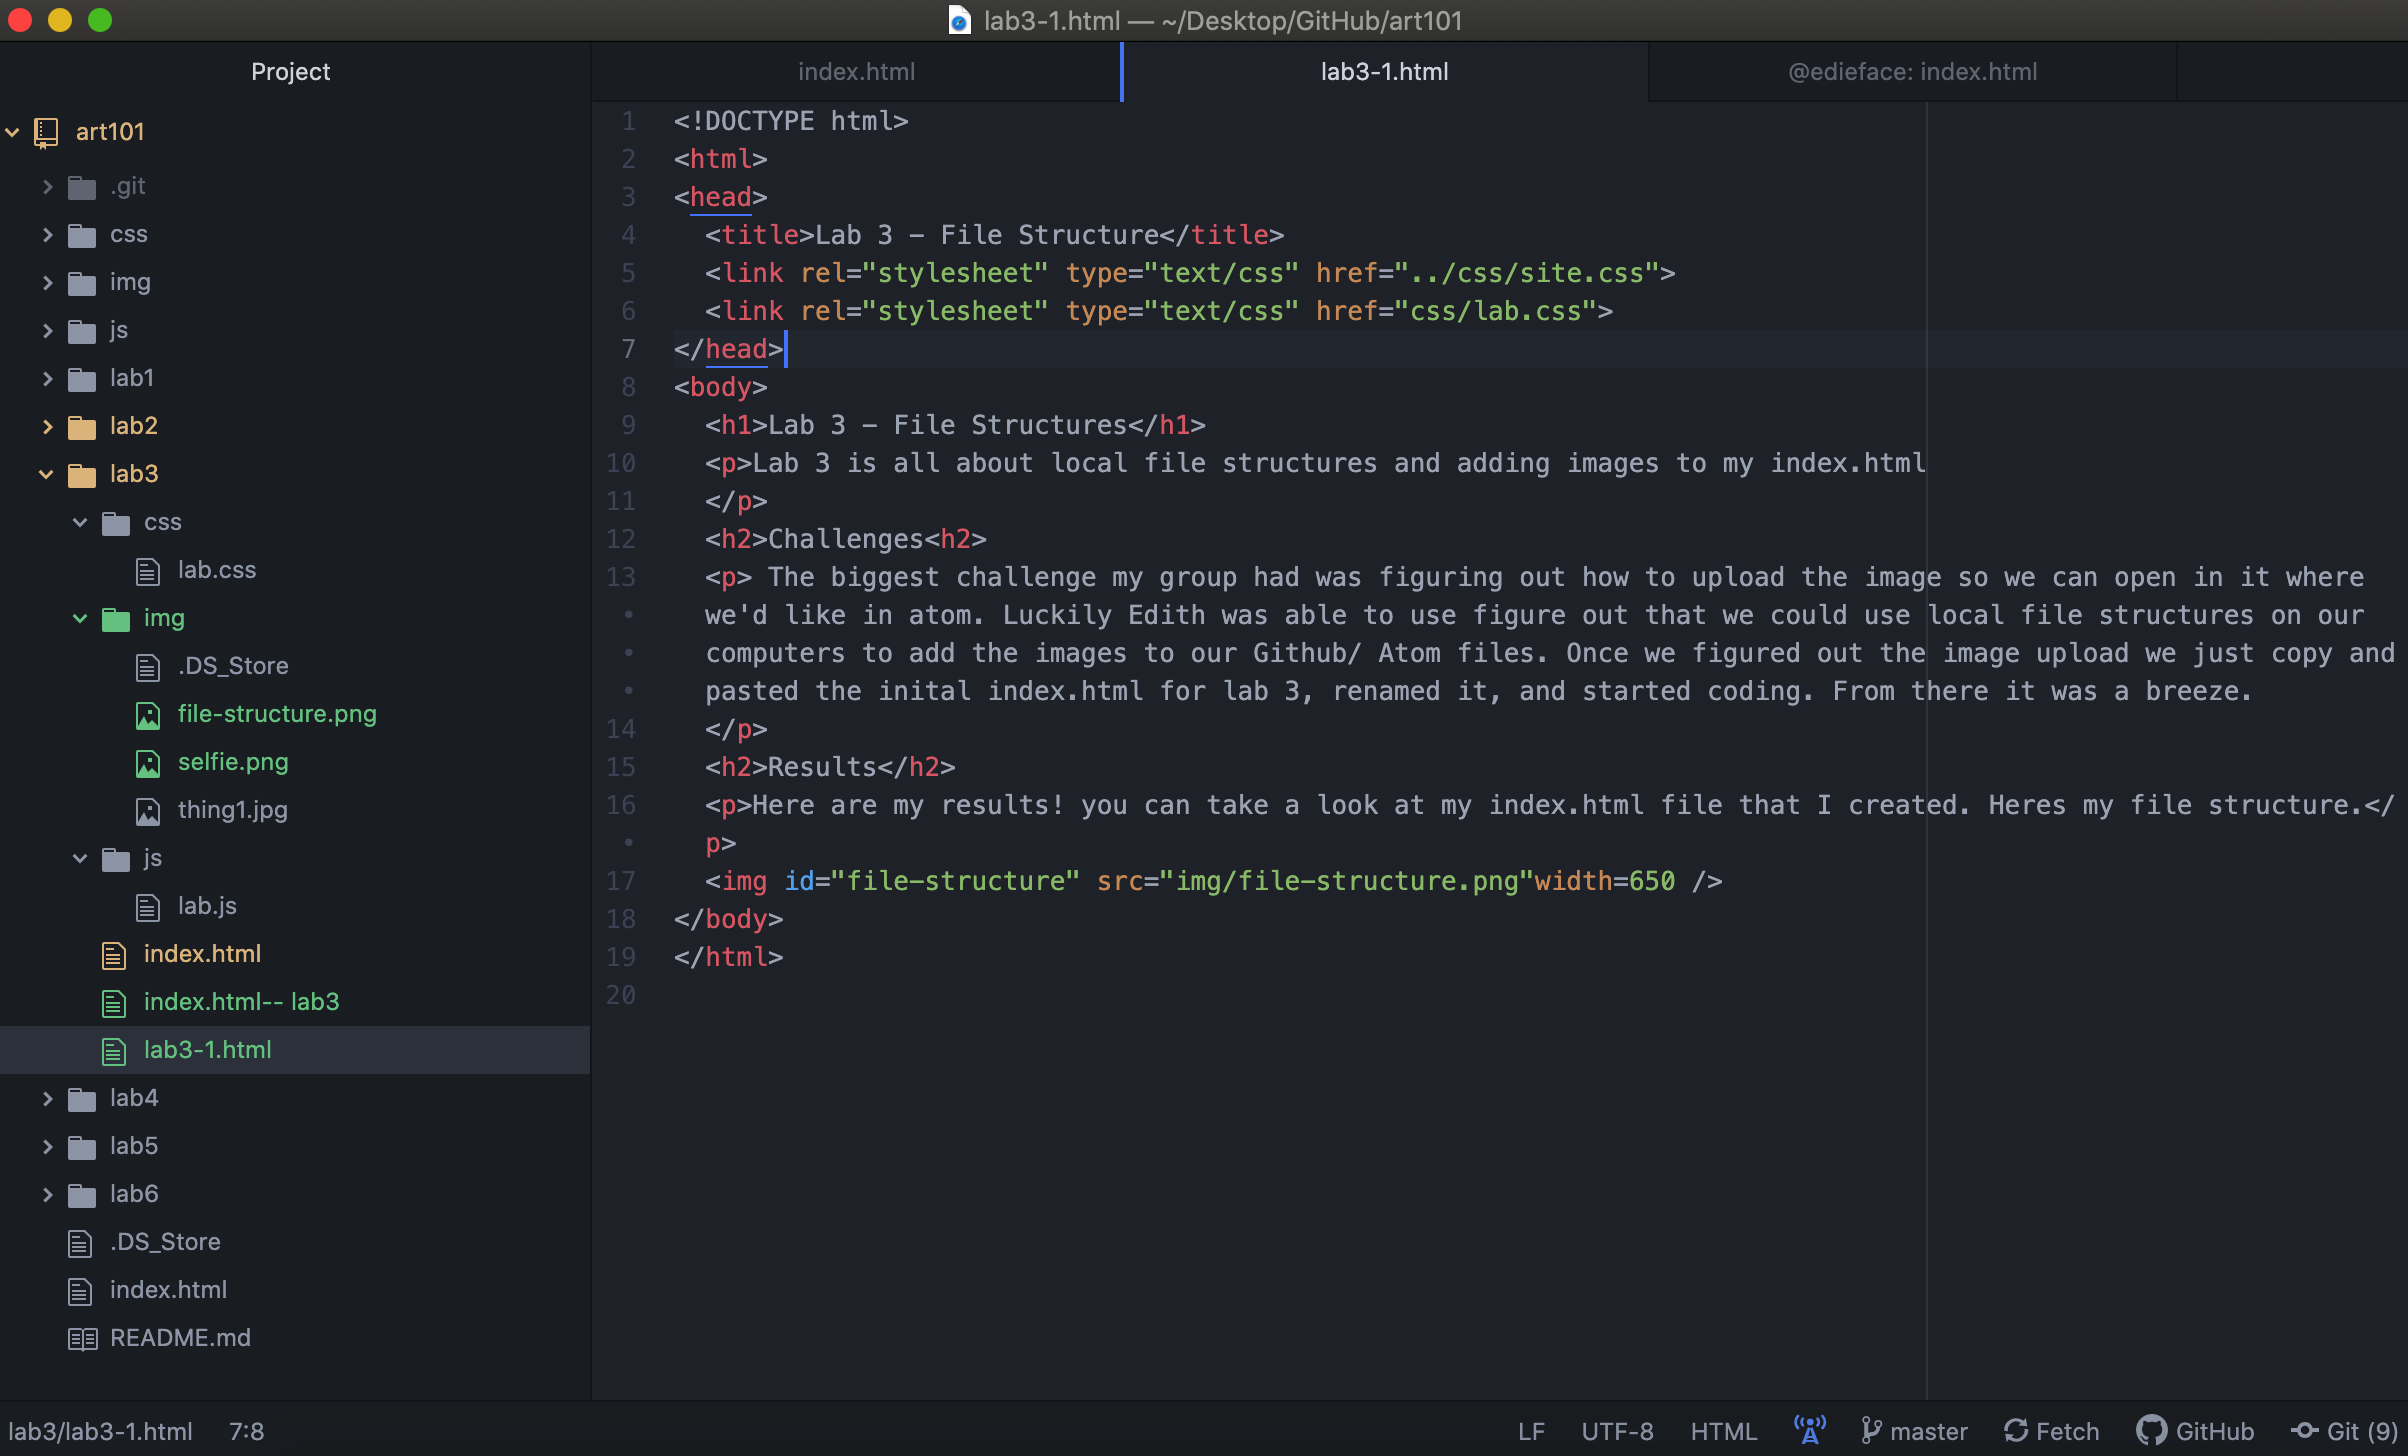 lab3-1.html — ~/Desktop/GitHub/art101
Project
index.html
lab3-1.html
@edieface: index.html
art101
.git
css
img
js
lab1
lab2
lab3
css
lab.css
img
.DS_Store
file-structure.png
selfie.png
thing1.jpg
js
lab.js
index.html
index.html-- lab3
lab3-1.html
lab4
lab5
lab6
.DS_Store
index.html
README.md
1 <!DOCTYPE html>
2 <html>
3 <head>
4 <title>Lab 3 - File Structure</title>
5 <link rel="stylesheet" type="text/css" href="../css/site.css">
6 <link rel="stylesheet" type="text/css" href="css/lab.css">
7 </head>
8 <body>
9 <h1>Lab 3 - File Structures</h1>
10 <p>Lab 3 is all about local file structures and adding images to my index.html
11 </p>
12 <h2>Challenges<h2>
13 <p> The biggest challenge my group had was figuring out how to upload the image so we can open in it where
• we'd like in atom. Luckily Edith was able to use figure out that we could use local file structures on our
• computers to add the images to our Github/ Atom files. Once we figured out the image upload we just copy and
• pasted the inital index.html for lab 3, renamed it, and started coding. From there it was a breeze.
14 </p>
15 <h2>Results</h2>
16 <p>Here are my results! you can take a look at my index.html file that I created. Heres my file structure.</
• p>
17 <img id="file-structure" src="img/file-structure.png"width=650 />
18 </body>
19 </html>
20
lab3/lab3-1.html 7:8 LF UTF-8 HTML master Fetch GitHub Git (9)